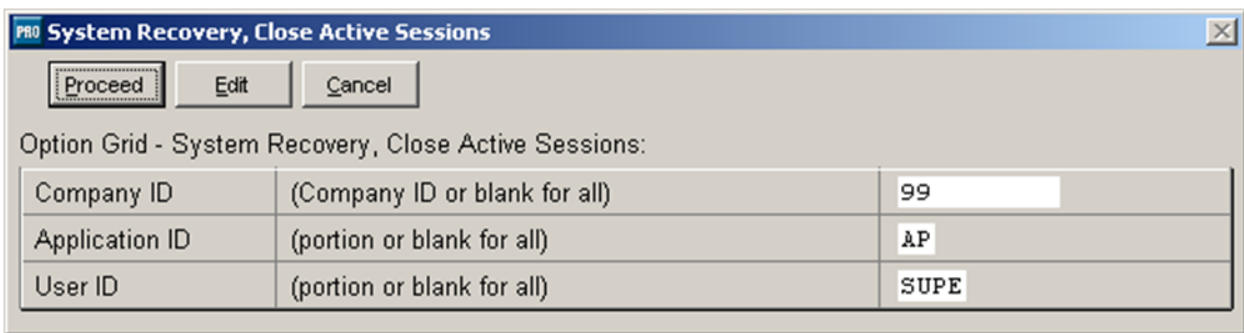 PRO System Recovery, Close Active Sessions
Proceed Edit Cancel
Option Grid - System Recovery, Close Active Sessions:
Company ID (Company ID or blank for all) 99
Application ID (portion or blank for all) AP
User ID (portion or blank for all) SUPE